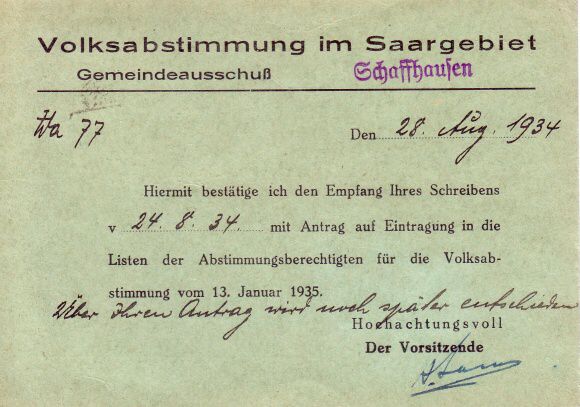 Volksabstimmung im Saargebiet
Gemeindeausschuß Schaffhausen
Wa 77
Den 28. Aug. 1934
Hiermit bestätige ich den Empfang Ihres Schreibens
v 24. 8. 34. mit Antrag auf Eintragung in die
Listen der Abstimmungsberechtigten für die Volksab-
stimmung vom 13. Januar 1935.
Über Ihren Antrag wird noch später entschieden
Hochachtungsvoll
Der Vorsitzende